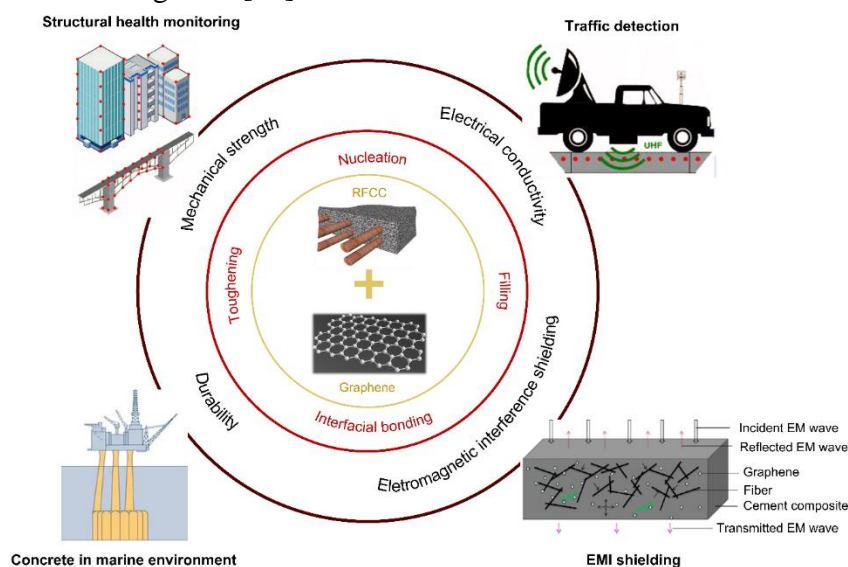 Structural health monitoring
Traffic detection
UHF
Mechanical strength
Electrical conductivity
Nucleation
RFCC
Toughening
Filling
Graphene
Interfacial bonding
Durability
Eletromagnetic interference shielding
Incident EM wave
Reflected EM wave
Graphene
Fiber
Cement composite
Transmitted EM wave
Concrete in marine environment
EMI shielding